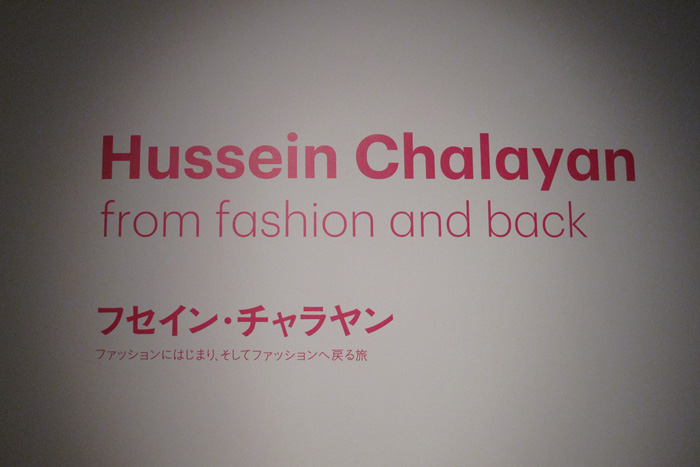 Hussein Chalayan
from fashion and back
フセイン・チャラヤン
ファッションにはじまり、そしてファッションへ戻る旅